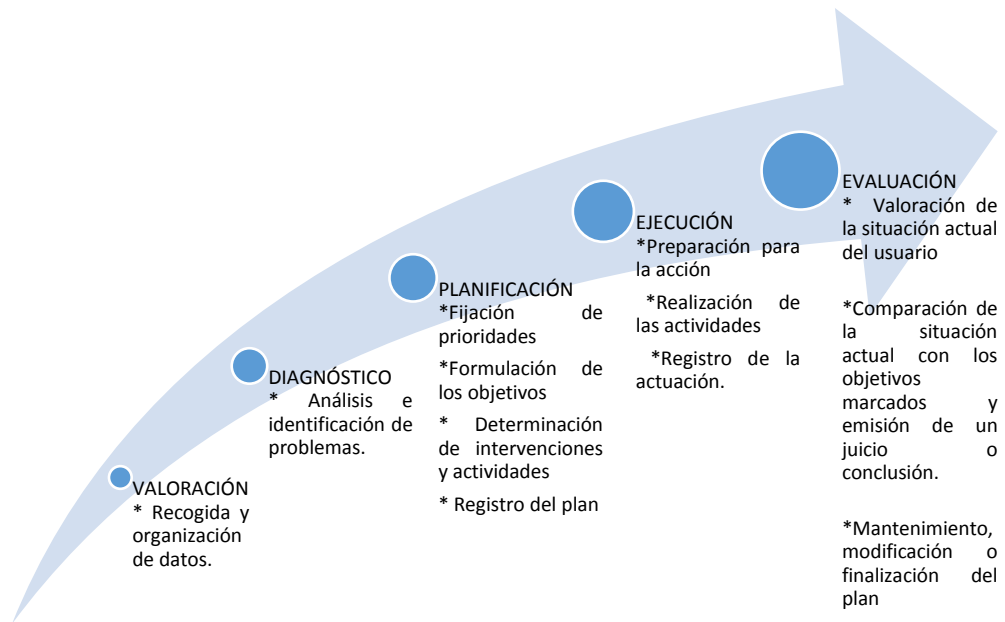 VALORACIÓN
* Recogida y
organización
de datos.
DIAGNÓSTICO
* Análisis e
identificación de
problemas.
PLANIFICACIÓN
*Fijación de
prioridades
*Formulación de
los objetivos
* Determinación
de intervenciones
y actividades
* Registro del plan
EJECUCIÓN
*Preparación para
la acción
*Realización de
las actividades
*Registro de la
actuación.
EVALUACIÓN
* Valoración de
la situación actual
del usuario
*Comparación de
la situación
actual con los
objetivos
marcados y
emisión de un
juicio o
conclusión.
*Mantenimiento,
modificación o
finalización del
plan